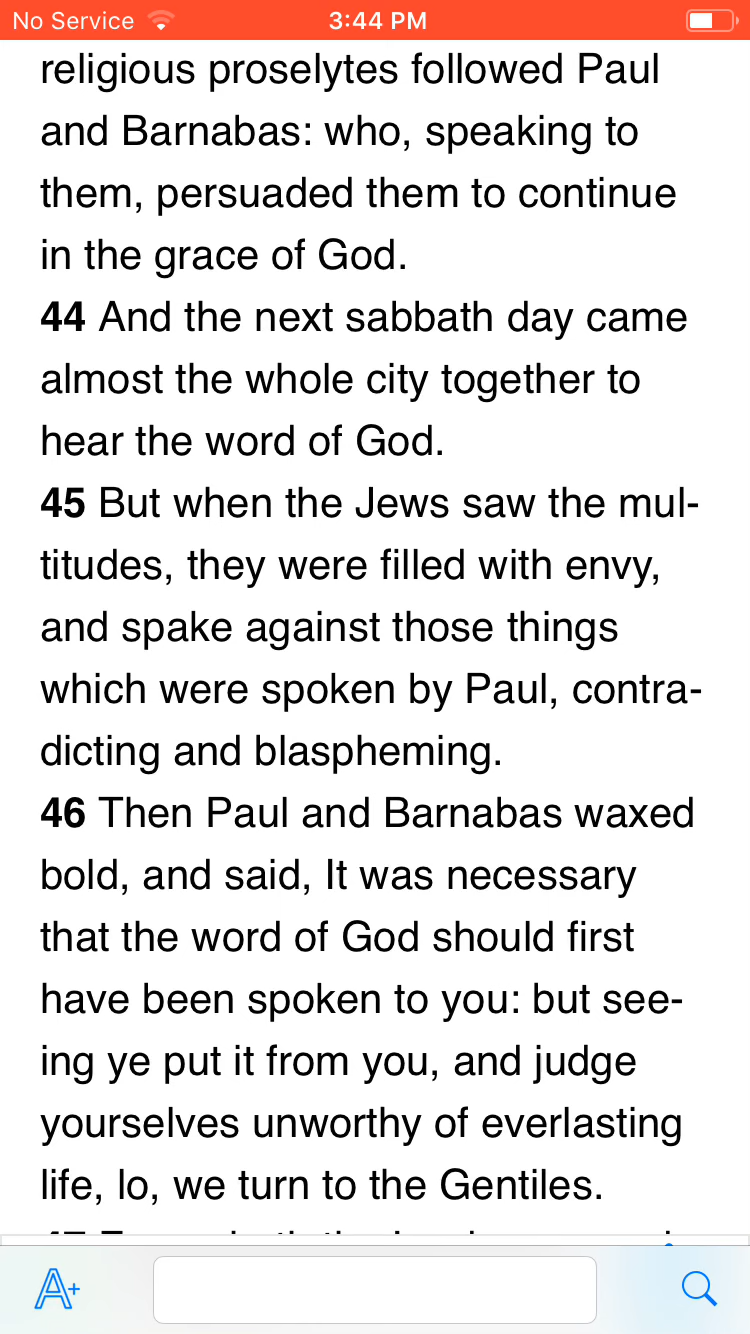 No Service 3:44 PM
religious proselytes followed Paul
and Barnabas: who, speaking to
them, persuaded them to continue
in the grace of God.
44 And the next sabbath day came
almost the whole city together to
hear the word of God.
45 But when the Jews saw the mul-
titudes, they were filled with envy,
and spake against those things
which were spoken by Paul, contra-
dicting and blaspheming.
46 Then Paul and Barnabas waxed
bold, and said, It was necessary
that the word of God should first
have been spoken to you: but see-
ing ye put it from you, and judge
yourselves unworthy of everlasting
life, lo, we turn to the Gentiles.
A+